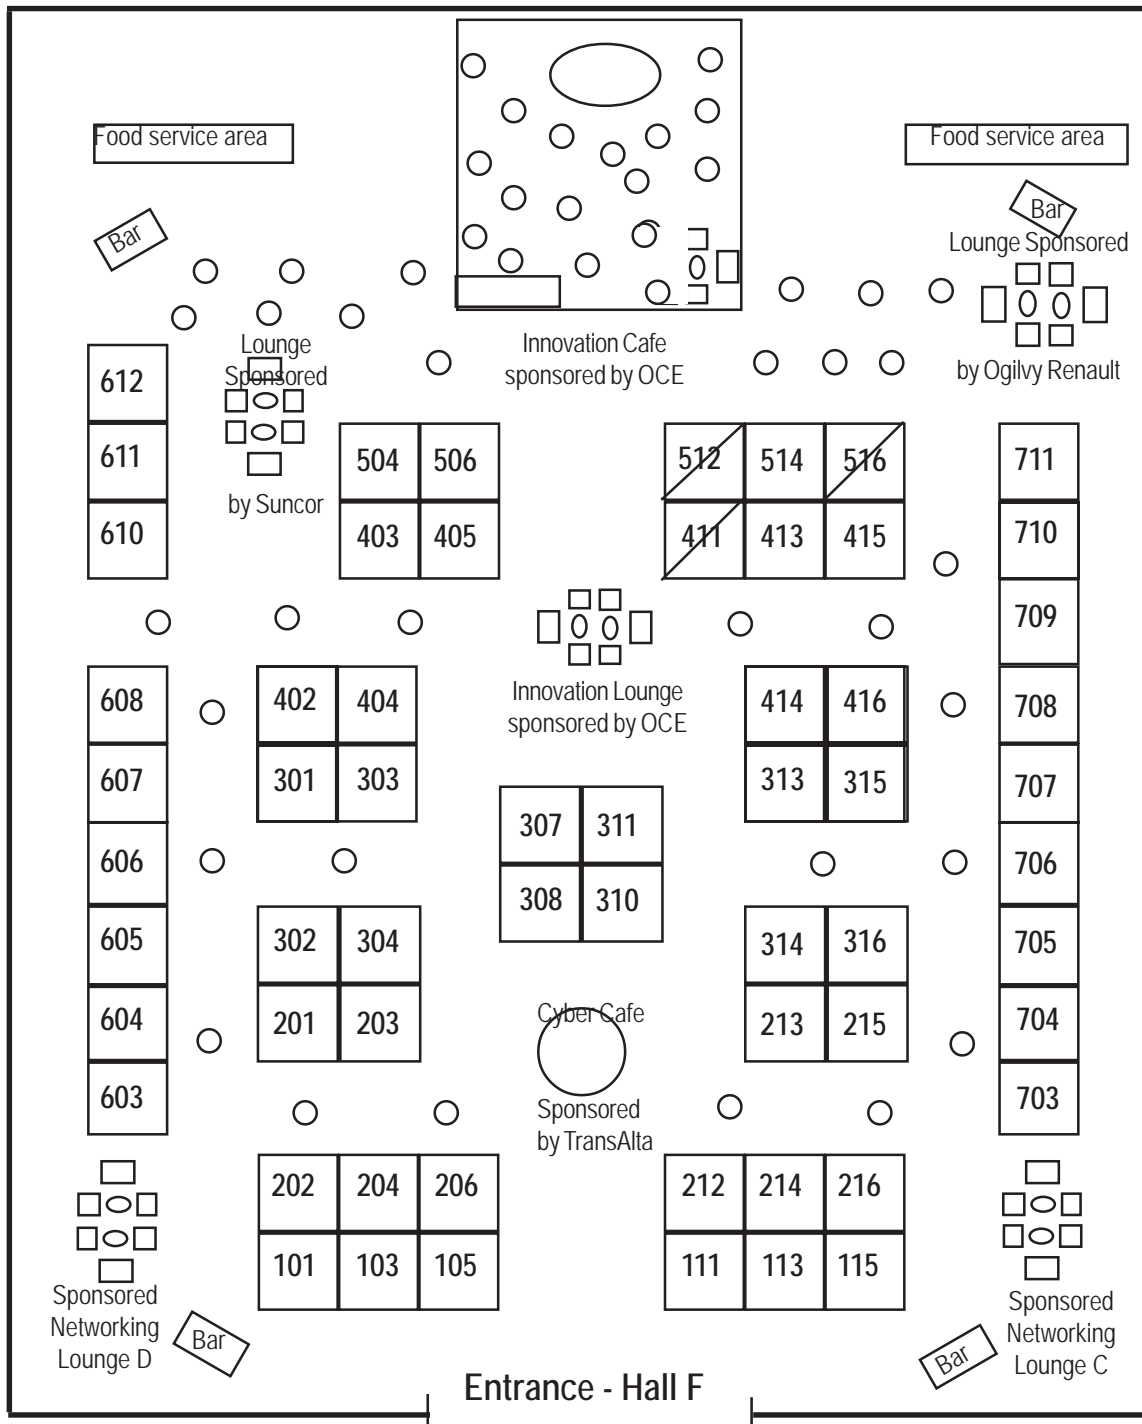 Food service area
Food service area
Bar
Bar
Lounge Sponsored
by Ogilvy Renault
Innovation Cafe
sponsored by OCE
Lounge
Sponsored
by Suncor
612
611
610
504 506
403 405
512 514 516
411 413 415
711
710
709
708
707
706
705
704
703
Innovation Lounge
sponsored by OCE
608
607
606
605
604
603
402 404
301 303
414 416
313 315
307 311
308 310
302 304
201 203
314 316
213 215
Cyber Cafe
Sponsored
by TransAlta
202 204 206
101 103 105
212 214 216
111 113 115
Sponsored
Networking
Lounge D
Bar
Sponsored
Networking
Lounge C
Bar
Entrance - Hall F